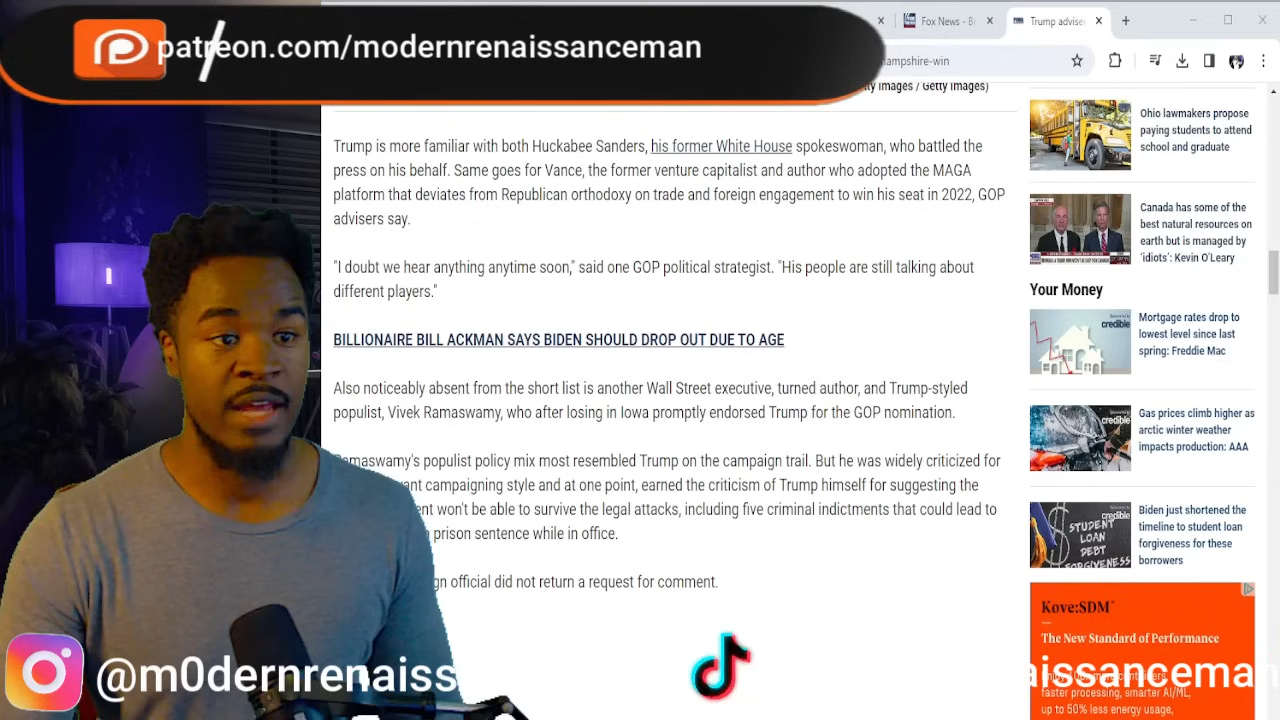 patreon.com/modernrenaissanceman
Fox News - B
Trump advise
ampshire-win
ty Images / Getty Images)
Trump is more familiar with both Huckabee Sanders, his former White House spokeswoman, who battled the
press on his behalf. Same goes for Vance, the former venture capitalist and author who adopted the MAGA
platform that deviates from Republican orthodoxy on trade and foreign engagement to win his seat in 2022, GOP
advisers say.
"I doubt we hear anything anytime soon," said one GOP political strategist. "His people are still talking about
different players."
BILLIONAIRE BILL ACKMAN SAYS BIDEN SHOULD DROP OUT DUE TO AGE
Also noticeably absent from the short list is another Wall Street executive, turned author, and Trump-styled
populist, Vivek Ramaswamy, who after losing in Iowa promptly endorsed Trump for the GOP nomination.
Ramaswamy's populist policy mix most resembled Trump on the campaign trail. But he was widely criticized for
ant campaigning style and at one point, earned the criticism of Trump himself for suggesting the
ent won't be able to survive the legal attacks, including five criminal indictments that could lead to
prison sentence while in office.
gn official did not return a request for comment.
Ohio lawmakers propose
paying students to attend
school and graduate
Canada has some of the
best natural resources on
earth but is managed by
'idiots': Kevin O'Leary
Your Money
Mortgage rates drop to
lowest level since last
spring: Freddie Mac
credible
Gas prices climb higher as
arctic winter weather
impacts production: AAA
credible
Biden just shortened the
timeline to student loan
forgiveness for these
borrowers
credible
STUDENT
LOAN
DEBT
FORGIVENESS
Kove:SDM™
The New Standard of Performance
faster processing, smarter AI/ML,
up to 50% less energy usage,
@m0dernrenaiss
aissanceman